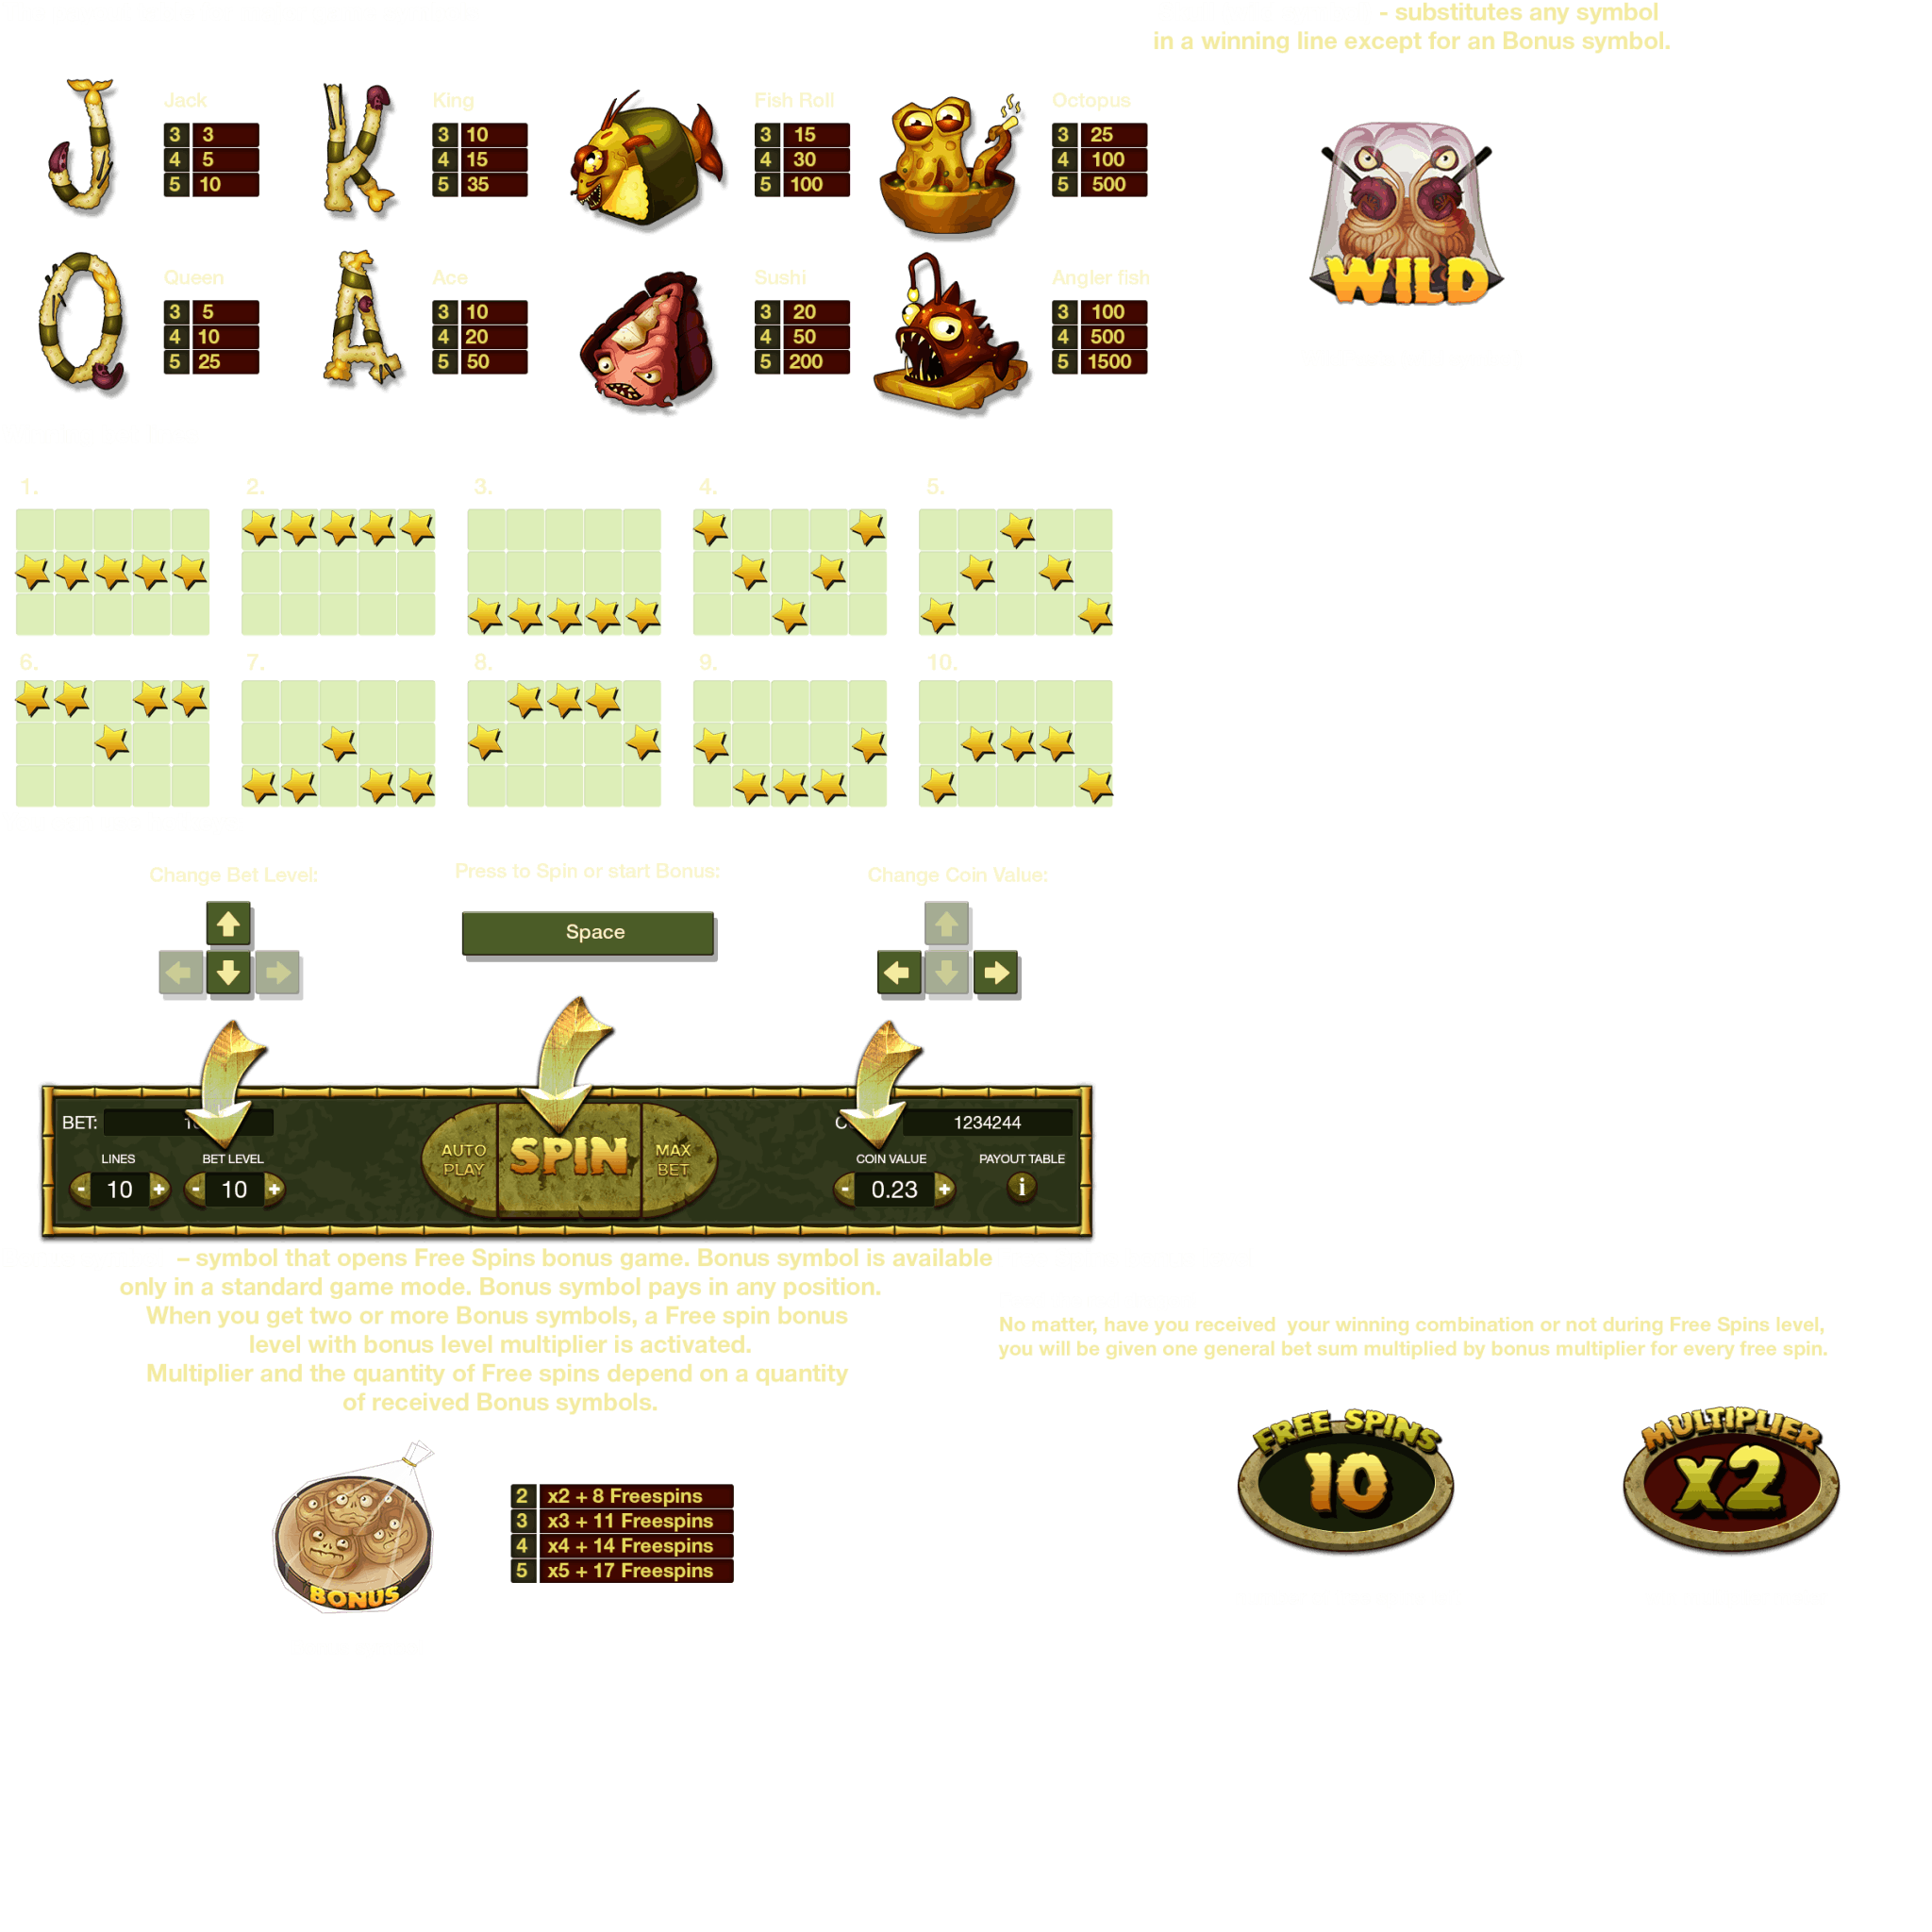 - substitutes any symbol
in a winning line except for an Bonus symbol.
Jack
3 3
4 5
5 10
King
3 10
4 15
5 35
Fish Roll
3 15
4 30
5 100
Octopus
3 25
4 100
5 500
WILD
Queen
3 5
4 10
5 25
Ace
3 10
4 20
5 50
Sushi
3 20
4 50
5 200
Angler fish
3 100
4 500
5 1500
1. 2. 3. 4. 5.
6. 7. 8. 9. 10.
Change Bet Level:
Press to Spin or start Bonus:
Change Coin Value:
Space
BET:
1234244
LINES
10
BET LEVEL
10
AUTO
PLAY
SPIN
MAX
BET
COIN VALUE
0.23
PAYOUT TABLE
i
– symbol that opens Free Spins bonus game. Bonus symbol is available
only in a standard game mode. Bonus symbol pays in any position.
When you get two or more Bonus symbols, a Free spin bonus
level with bonus level multiplier is activated.
Multiplier and the quantity of Free spins depend on a quantity
of received Bonus symbols.
No matter, have you received your winning combination or not during Free Spins level,
you will be given one general bet sum multiplied by bonus multiplier for every free spin.
BONUS
2 x2 + 8 Freespins
3 x3 + 11 Freespins
4 x4 + 14 Freespins
5 x5 + 17 Freespins
FREE SPINS
10
MULTIPLIER
x2